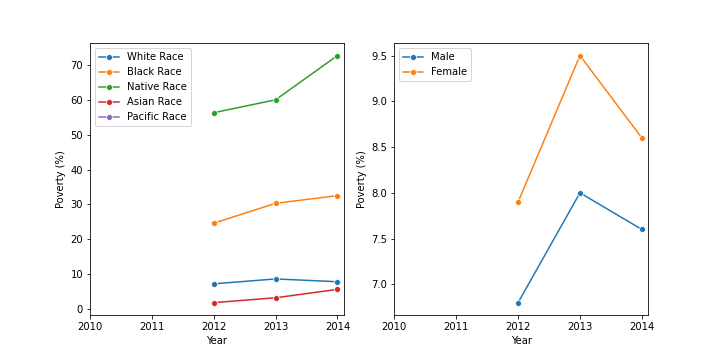 White Race
Black Race
Native Race
Asian Race
Pacific Race
70
60
50
40
30
20
10
0
Poverty (%)
2010 2011 2012 2013 2014
Year
Male
Female
9.5
9.0
8.5
8.0
7.5
7.0
Poverty (%)
2010 2011 2012 2013 2014
Year